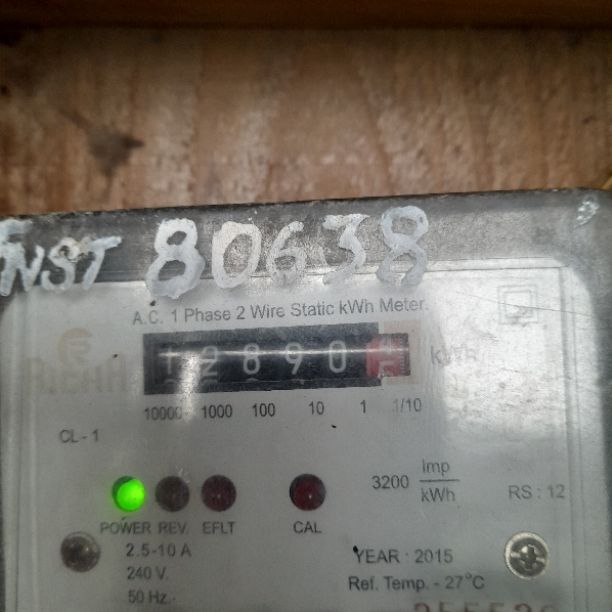 INST 80638
A.C. 1 Phase 2 Wire Static kWh Meter.
12890 kWh
10000 1000 100 10 1 1/10
CL - 1
3200 Imp/kWh
RS : 12
POWER REV. EFLT CAL
2.5-10 A
240 V.
50 Hz.
YEAR : 2015
Ref. Temp. - 27°C